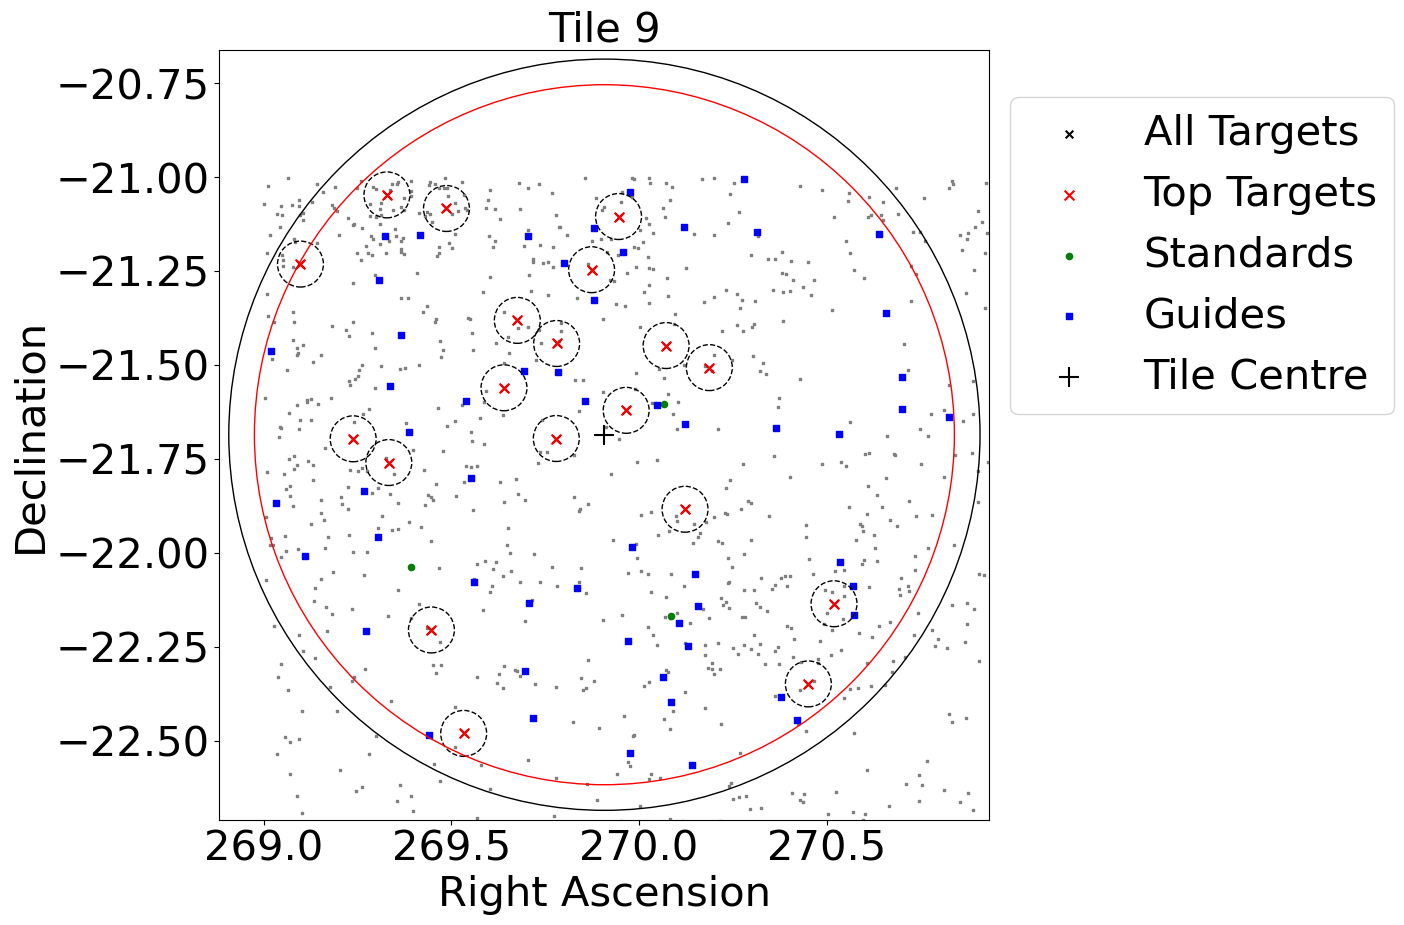 Tile 9
−20.75
−21.00
−21.25
−21.50
−21.75
−22.00
−22.25
−22.50
Declination
269.0 269.5 270.0 270.5
Right Ascension
All Targets
Top Targets
Standards
Guides
Tile Centre